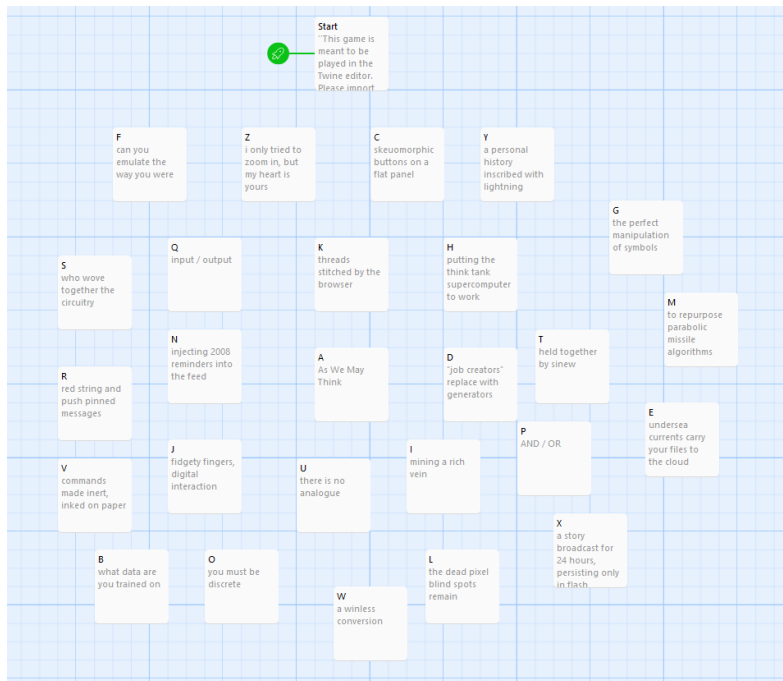 Start
"This game is
meant to be
played in the
Twine editor.
Please import
F
can you
emulate the
way you were
Z
i only tried to
zoom in, but
my heart is
yours
C
skeuomorphic
buttons on a
flat panel
Y
a personal
history
inscribed with
lightning
G
the perfect
manipulation
of symbols
S
who wove
together the
circuitry
Q
input / output
K
threads
stitched by the
browser
H
putting the
think tank
supercomputer
to work
M
to repurpose
parabolic
missile
algorithms
N
injecting 2008
reminders into
the feed
A
As We May
Think
D
"job creators"
replace with
generators
T
held together
by sinew
R
red string and
push pinned
messages
E
undersea
currents carry
your files to
the cloud
P
AND / OR
J
fidgety fingers,
digital
interaction
I
mining a rich
vein
V
commands
made inert,
inked on paper
U
there is no
analogue
X
a story
broadcast for
24 hours,
persisting only
in flash
B
what data are
you trained on
O
you must be
discrete
L
the dead pixel
blind spots
remain
W
a winless
conversion